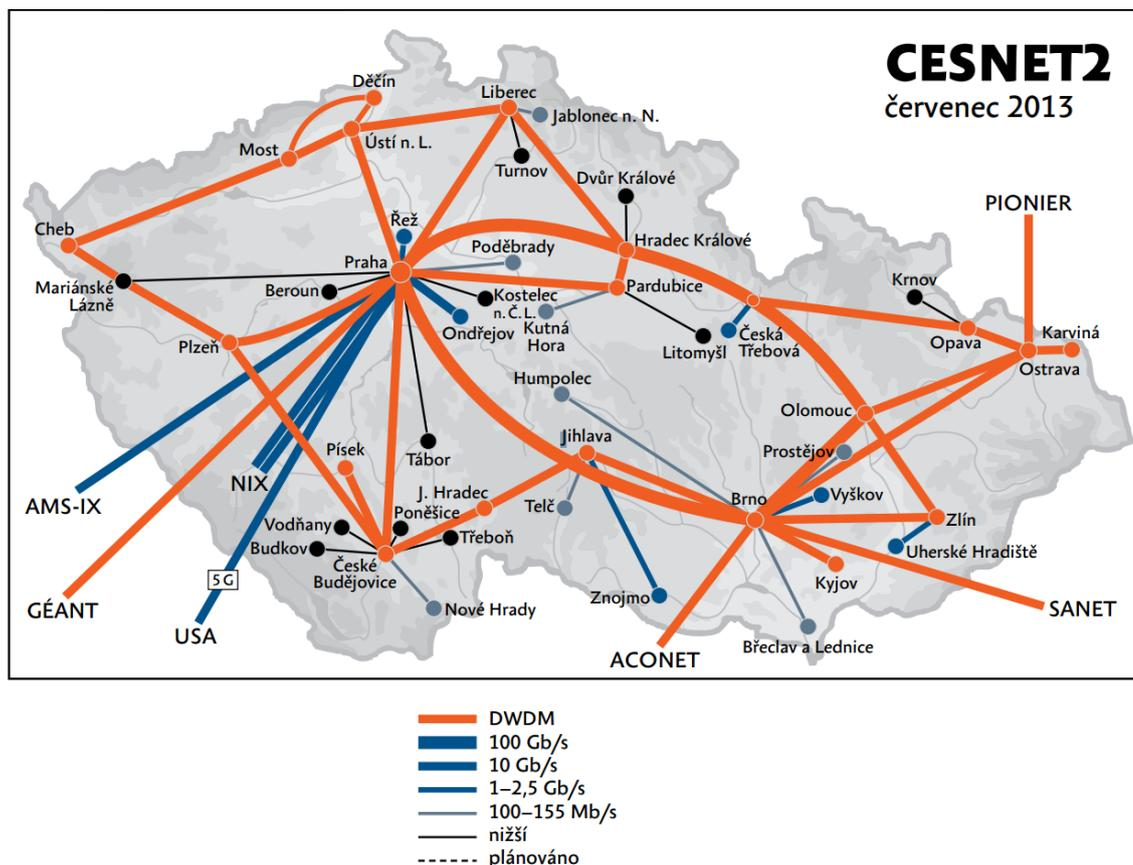 CESNET2
červenec 2013
Děčín
Liberec
Jablonec n. N.
Ústí n. L.
Most
Turnov
Dvůr Králové
PIONIER
Řež
Cheb
Poděbrady
Hradec Králové
Praha
Mariánské
Lázně
Beroun
Kostelec
n. Č. L.
Pardubice
Krnov
Ondřejov
Kutná
Hora
Litomyšl
Česká
Třebová
Opava
Karviná
Ostrava
Plzeň
Humpolec
Olomouc
Jihlava
Prostějov
Písek
Tábor
NIX
AMS-IX
J. Hradec
Poněšice
Telč
Brno
Vyškov
Zlín
Vodňany
Třeboň
Budkov
České
Budějovice
Uherské Hradiště
5 G
Kyjov
GÉANT
Nové Hrady
Znojmo
SANET
USA
ACONET
Břeclav a Lednice
DWDM
100 Gb/s
10 Gb/s
1–2,5 Gb/s
100–155 Mb/s
nižší
plánováno